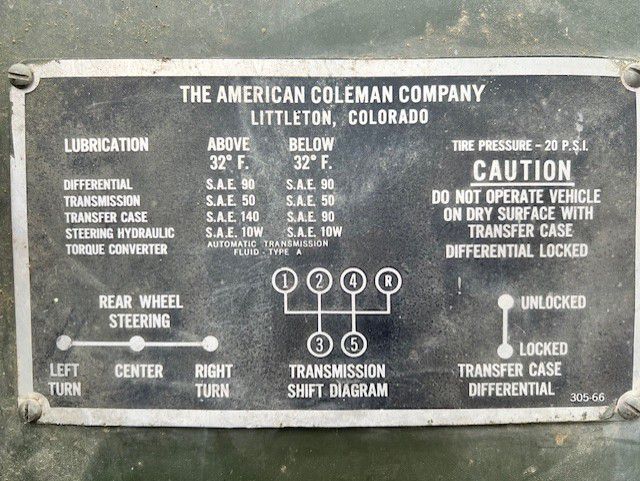 THE AMERICAN COLEMAN COMPANY
LITTLETON, COLORADO
LUBRICATION ABOVE 32° F. BELOW 32° F.
DIFFERENTIAL S.A.E. 90 S.A.E. 90
TRANSMISSION S.A.E. 50 S.A.E. 50
TRANSFER CASE S.A.E. 140 S.A.E. 90
STEERING HYDRAULIC S.A.E. 10W S.A.E. 10W
TORQUE CONVERTER AUTOMATIC TRANSMISSION
FLUID - TYPE A
TIRE PRESSURE - 20 P.S.I.
CAUTION
DO NOT OPERATE VEHICLE
ON DRY SURFACE WITH
TRANSFER CASE
DIFFERENTIAL LOCKED
REAR WHEEL
STEERING
LEFT TURN CENTER RIGHT TURN
1 2 4 R
3 5
TRANSMISSION
SHIFT DIAGRAM
UNLOCKED
LOCKED
TRANSFER CASE
DIFFERENTIAL
305-66